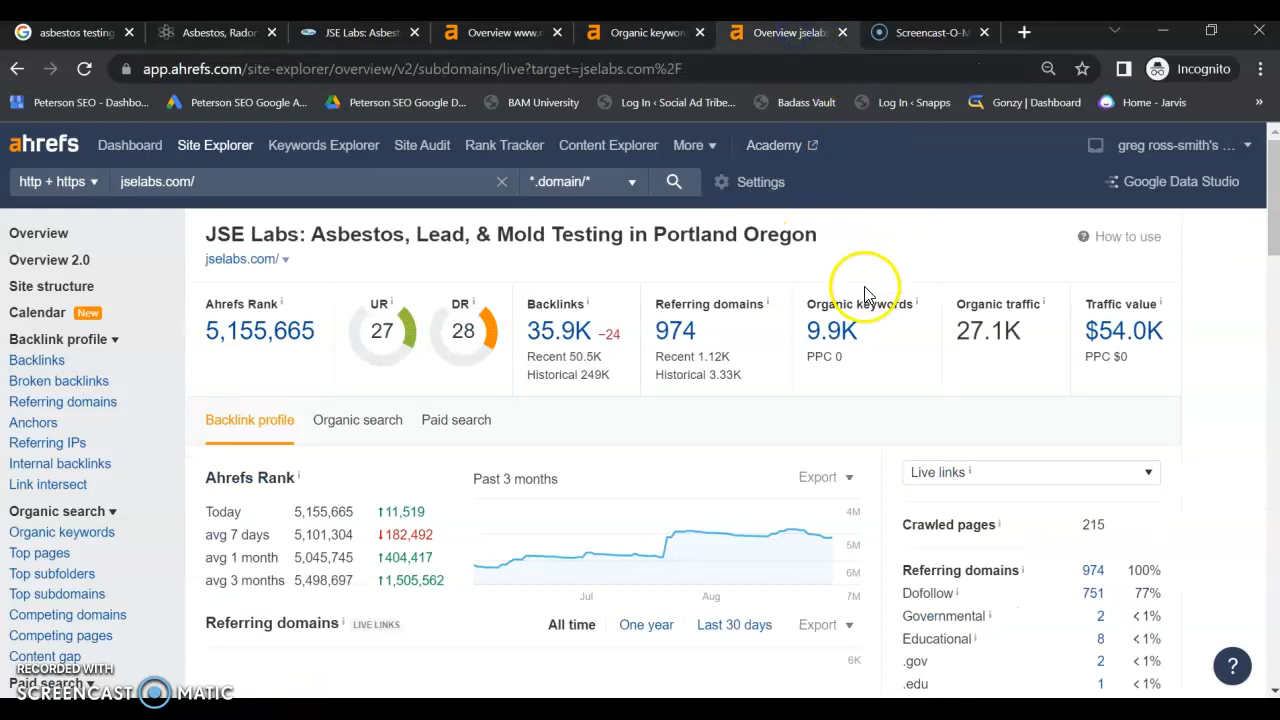 asbestos testing
Asbestos, Rador
JSE Labs: Asbest
Overview www.r
Organic keywor
Overview jselab
Screencast-O-M
app.ahrefs.com/site-explorer/overview/v2/subdomains/live?target=jselabs.com%2F
Incognito
Peterson SEO - Dashbo...
Peterson SEO Google A...
Peterson SEO Google D...
BAM University
Log In ‹ Social Ad Tribe...
Badass Vault
Log In ‹ Snapps
Gonzy | Dashboard
Home - Jarvis
»
ahrefs
Dashboard
Site Explorer
Keywords Explorer
Site Audit
Rank Tracker
Content Explorer
More
Academy
greg ross-smith's ...
http + https
jselabs.com/
*.domain/*
Settings
Google Data Studio
Overview
Overview 2.0
Site structure
Calendar New
Backlink profile
Backlinks
Broken backlinks
Referring domains
Anchors
Referring IPs
Internal backlinks
Link intersect
Organic search
Organic keywords
Top pages
Top subfolders
Top subdomains
Competing domains
Competing pages
Content gap
Paid search
JSE Labs: Asbestos, Lead, & Mold Testing in Portland Oregon
How to use
jselabs.com/
Ahrefs Rank
5,155,665
UR
27
DR
28
Backlinks
35.9K –24
Recent 50.5K
Historical 249K
Referring domains
974
Recent 1.12K
Historical 3.33K
Organic keywords
9.9K
PPC 0
Organic traffic
27.1K
Traffic value
$54.0K
PPC $0
Backlink profile
Organic search
Paid search
Ahrefs Rank
Past 3 months
Export
Today 5,155,665 ↑11,519
avg 7 days 5,101,304 ↓182,492
avg 1 month 5,045,745 ↑404,417
avg 3 months 5,498,697 ↑1,505,562
4M
5M
6M
7M
Jul
Aug
Referring domains LIVE LINKS
All time
One year
Last 30 days
Export
6K
Live links
Crawled pages 215
Referring domains 974 100%
Dofollow 751 77%
Governmental 2 < 1%
Educational 8 < 1%
.gov 2 < 1%
.edu 1 < 1%
?
RECORDED WITH
SCREENCAST MATIC